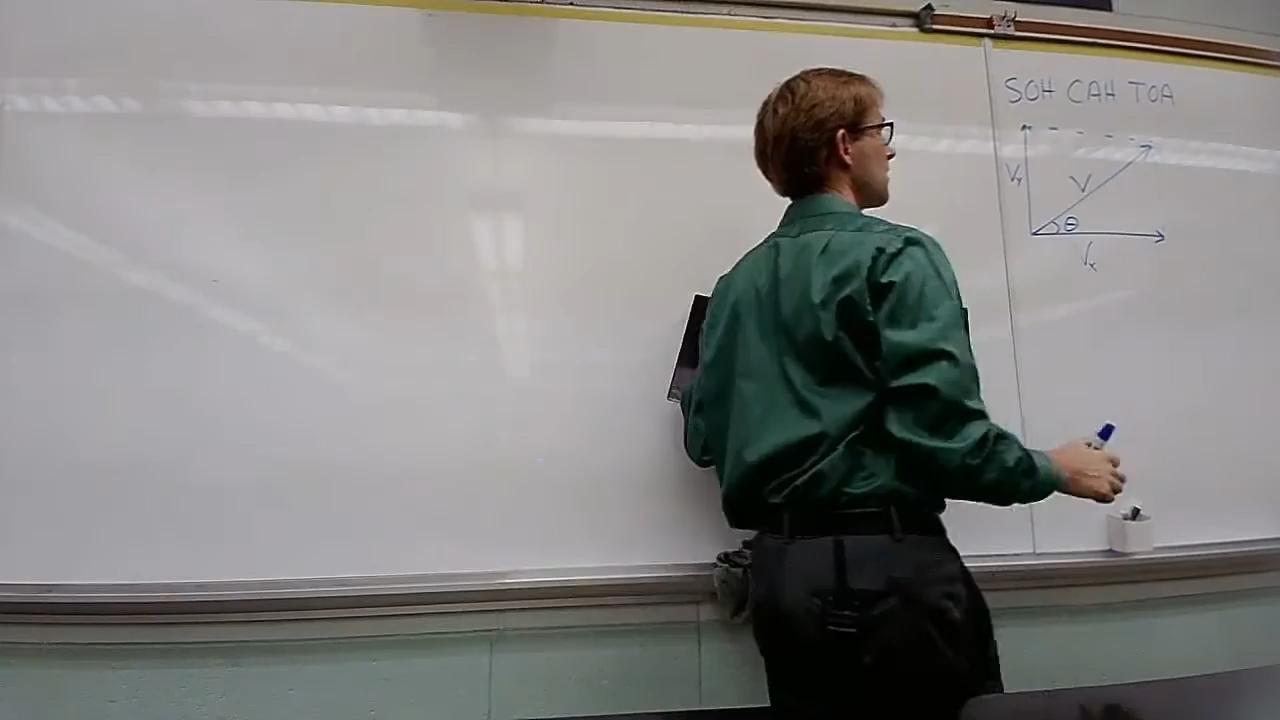 SOH CAH TOA
Vy
V
θ
Vx